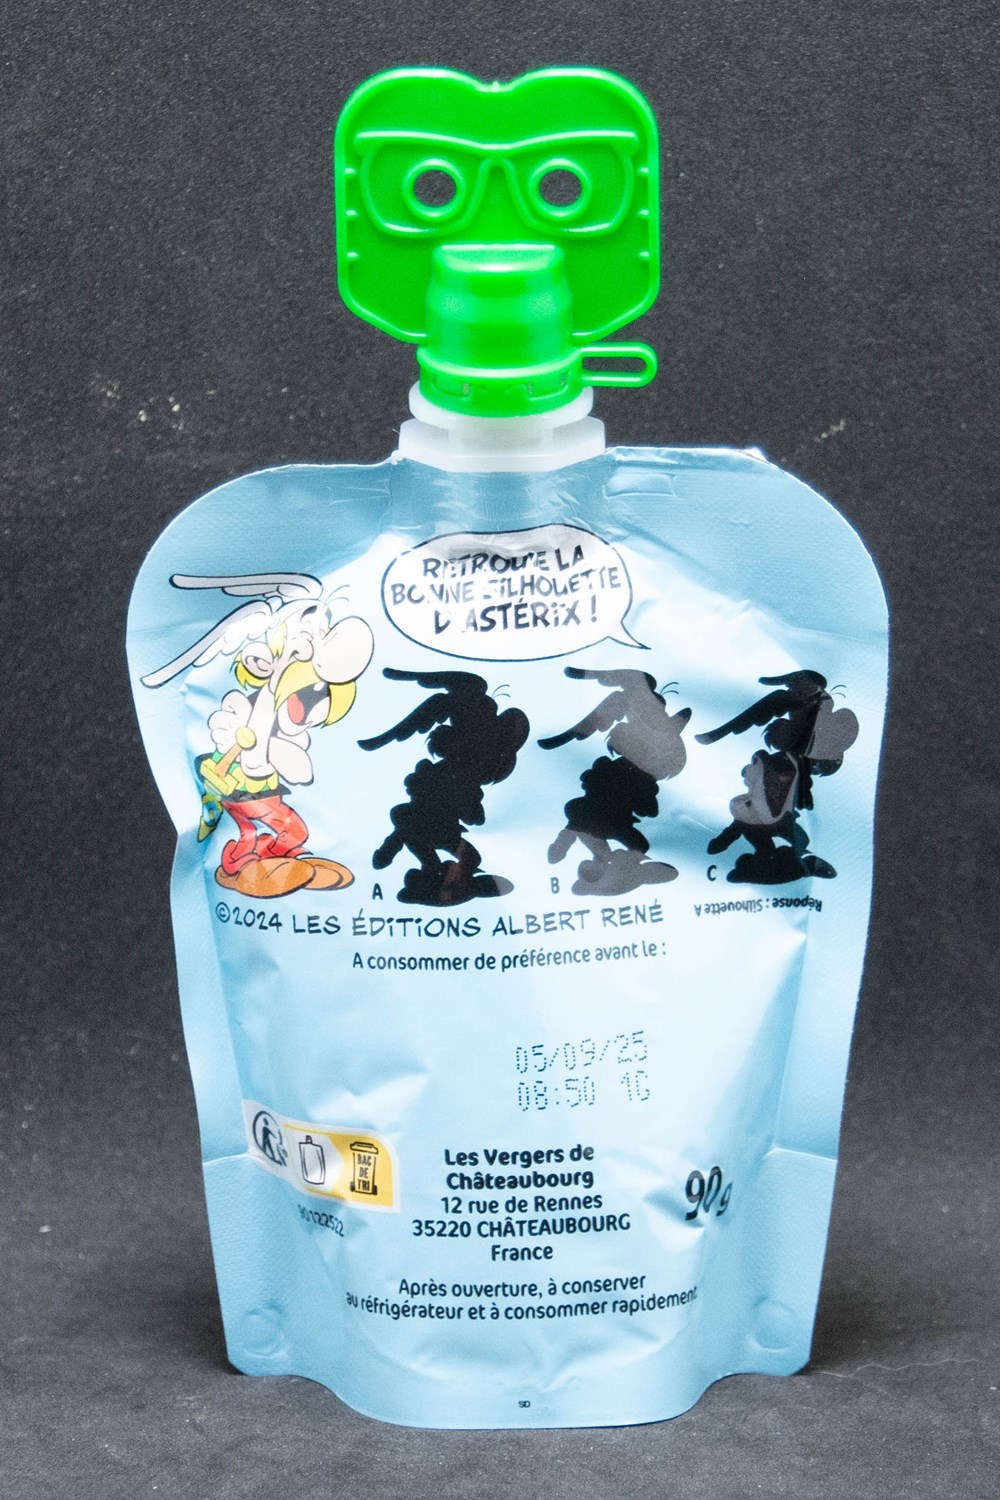 RETROUVE LA
BONNE SILHOUETTE
D'ASTÉRIX !
A
B
C
Réponse : Silhouette A
©2024 LES ÉDITIONS ALBERT RENÉ
A consommer de préférence avant le :
05/09/25
08:50 1G
BAC
DE
TRI
90122522
Les Vergers de
Châteaubourg
12 rue de Rennes
35220 CHÂTEAUBOURG
France
90g
Après ouverture, à conserver
au réfrigérateur et à consommer rapidement